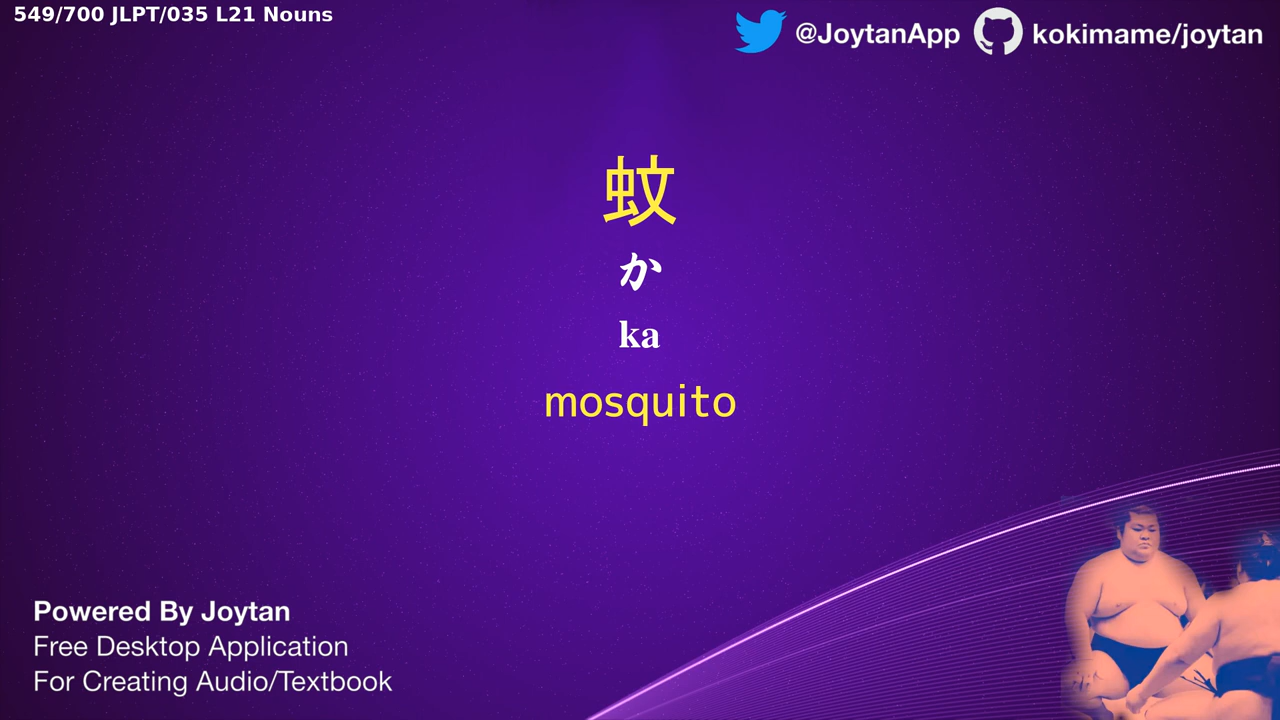 549/700 JLPT/035 L21 Nouns
@JoytanApp kokimame/joytan
蚊
か
ka
mosquito
Powered By Joytan
Free Desktop Application
For Creating Audio/Textbook